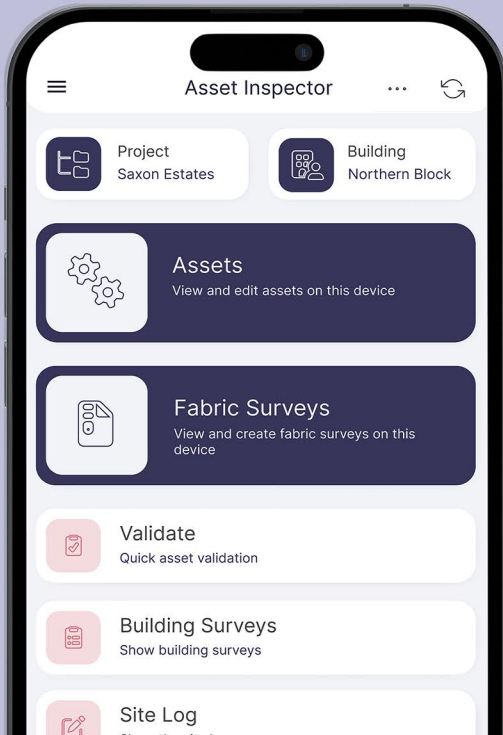 Asset Inspector
Project
Saxon Estates
Building
Northern Block
Assets
View and edit assets on this device
Fabric Surveys
View and create fabric surveys on this
device
Validate
Quick asset validation
Building Surveys
Show building surveys
Site Log